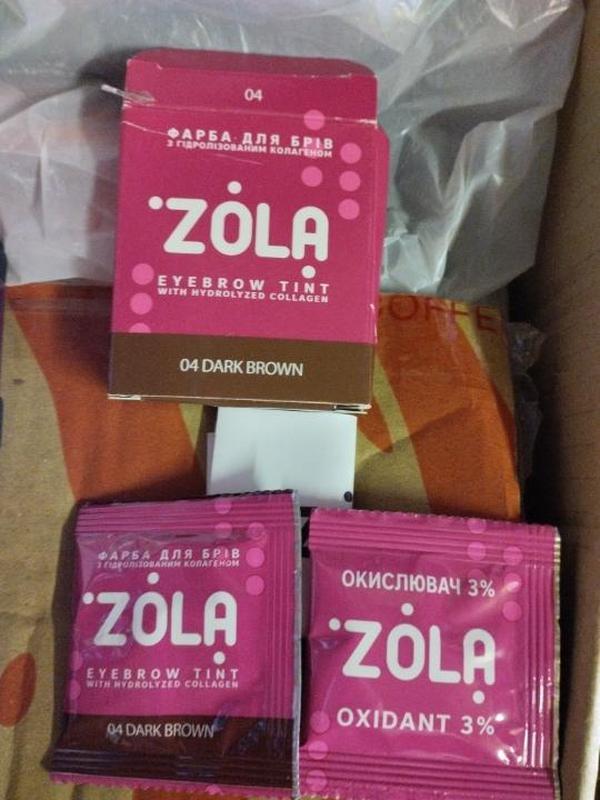 04
ФАРБА ДЛЯ БРІВ
З ГІДРОЛІЗОВАНИМ КОЛАГЕНОМ
ZOLA
EYEBROW TINT
WITH HYDROLYZED COLLAGEN
04 DARK BROWN
COFFE
ФАРБА ДЛЯ БРІВ
З ГІДРОЛІЗОВАНИМ КОЛАГЕНОМ
ZOLA
EYEBROW TINT
WITH HYDROLYZED COLLAGEN
04 DARK BROWN
ОКИСЛЮВАЧ 3%
ZOLA
OXIDANT 3%